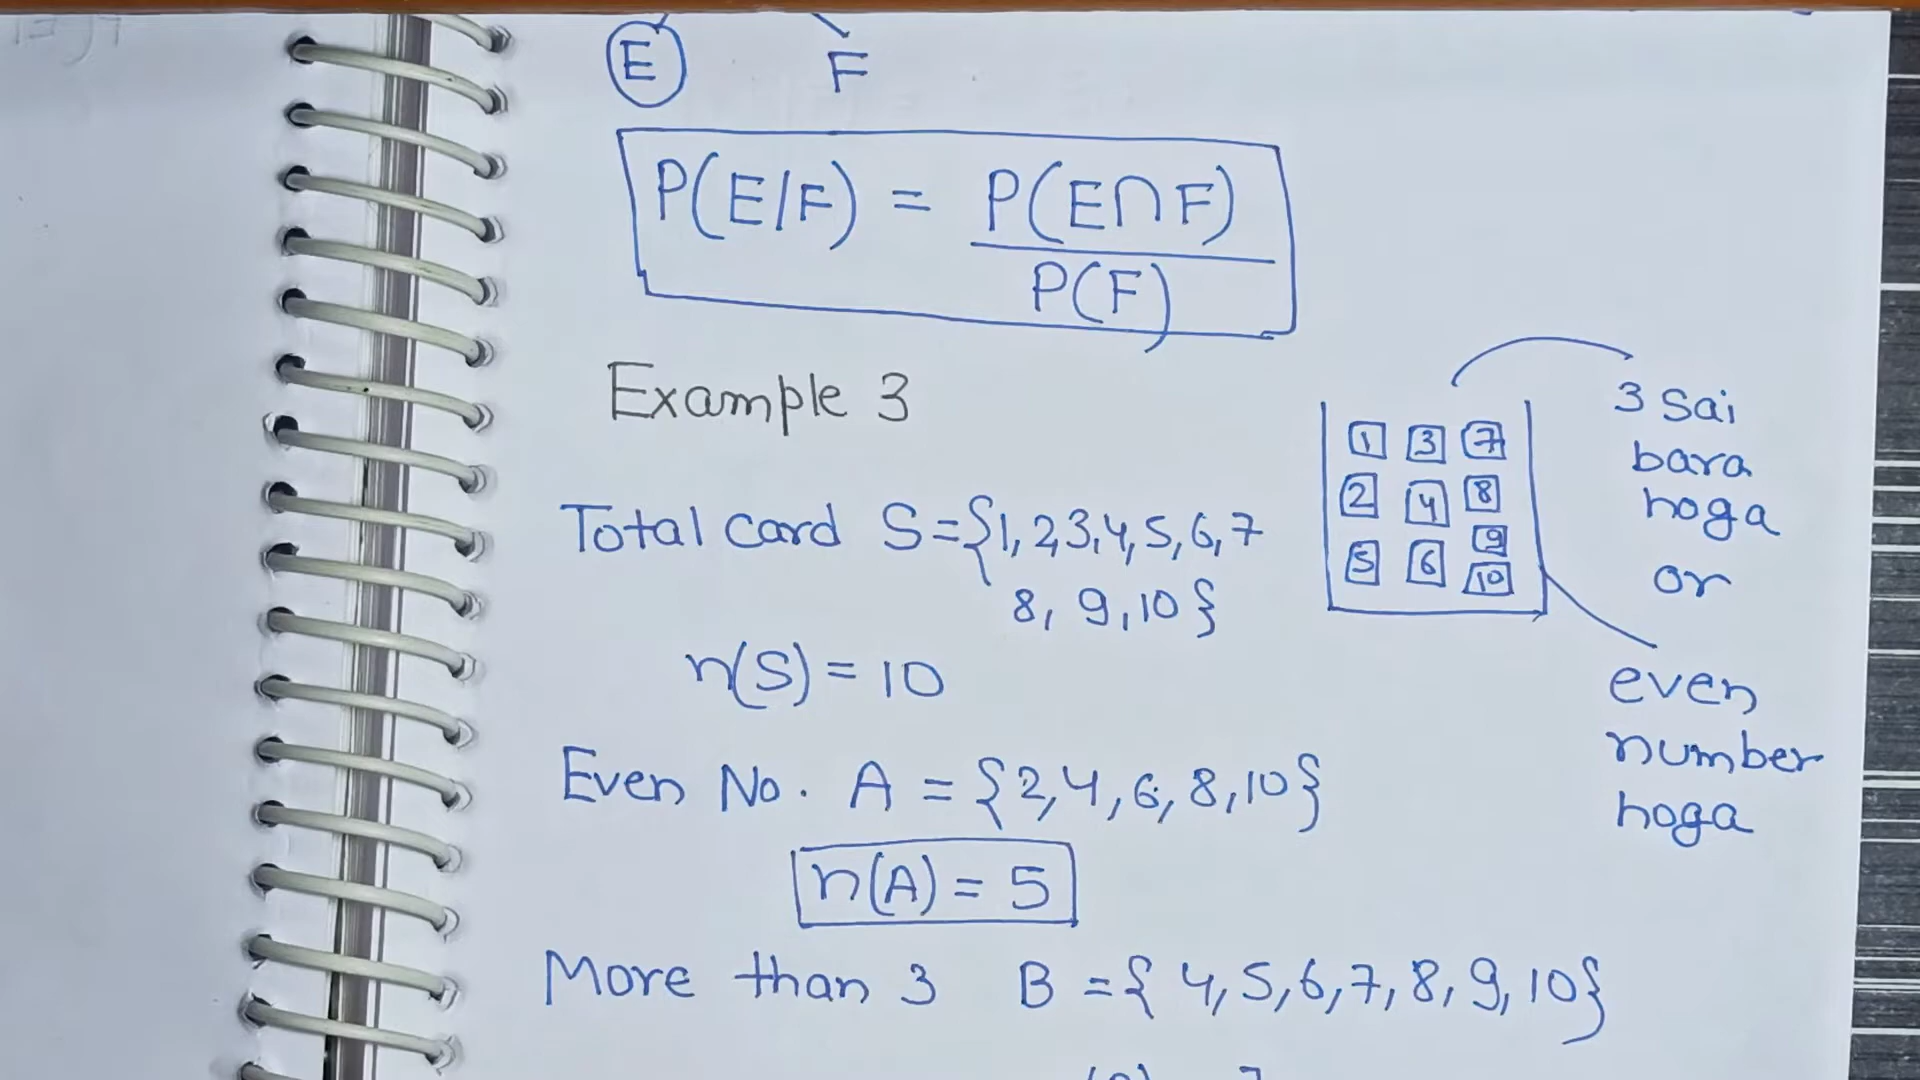 E F
P(E/F) = P(E∩F)
P(F)
Example 3
Total card S={1,2,3,4,5,6,7
8, 9,10}
n(S) = 10
1 3 7
2 4 8
9
5 6 10
3 Sai
bara
hoga
or
even
number
hoga
Even No. A = {2,4,6,8,10}
n(A) = 5
More than 3 B = {4,5,6,7,8,9,10}